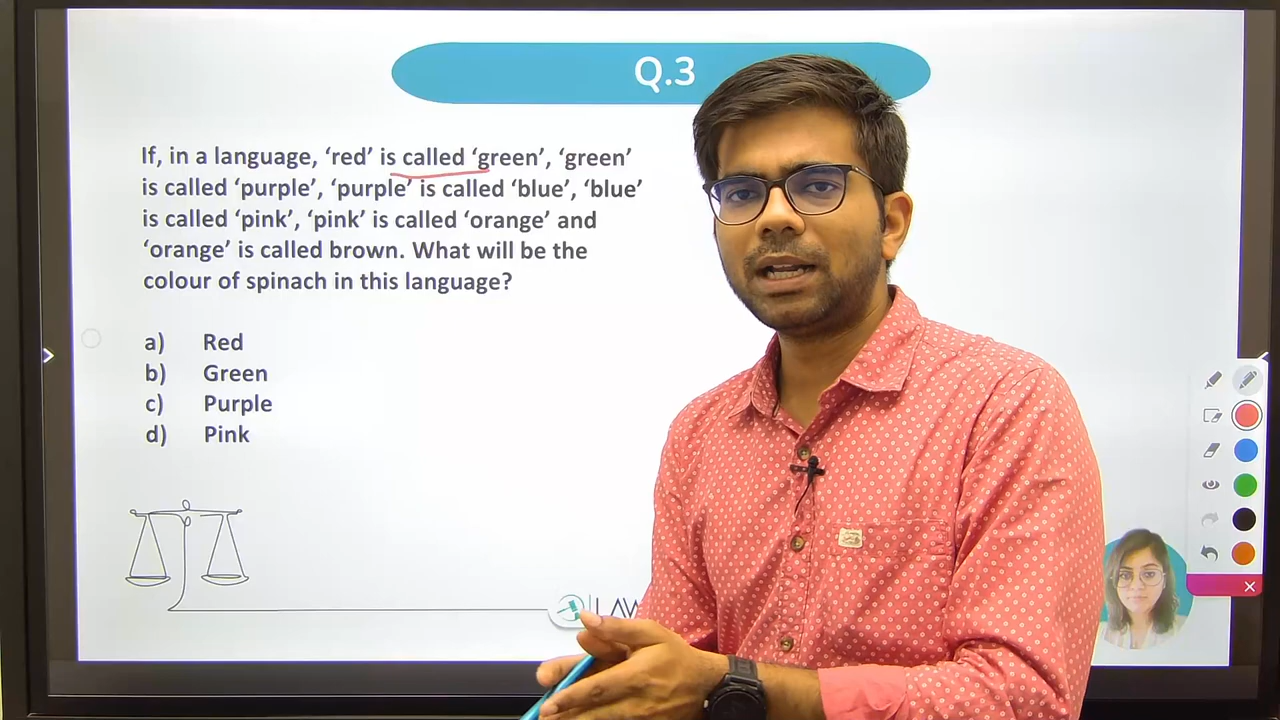 Q.3
If, in a language, ‘red’ is called ‘green’, ‘green’
is called ‘purple’, ‘purple’ is called ‘blue’, ‘blue’
is called ‘pink’, ‘pink’ is called ‘orange’ and
‘orange’ is called brown. What will be the
colour of spinach in this language?
a) Red
b) Green
c) Purple
d) Pink
LAW